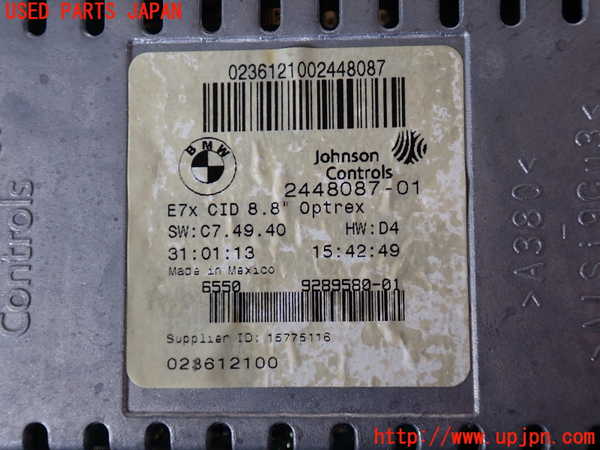 USED PARTS JAPAN
0236121002448087
BMW
Johnson
Controls
2448087-01
E7x CID 8.8" Optrex
SW:C7.49.40 HW:D4
31:01:13 15:42:49
Made in Mexico
6550 9289580-01
Supplier ID: 15775116
023612100
Controls
>A380<
http://www.upjpn.com